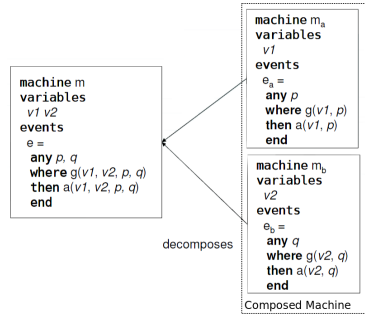 machine m
variables
v1 v2
events
e =
any p, q
where g(v1, v2, p, q)
then a(v1, v2, p, q)
end
decomposes
machine mₐ
variables
v1
events
eₐ =
any p
where g(v1, p)
then a(v1, p)
end
machine m_b
variables
v2
events
e_b =
any q
where g(v2, q)
then a(v2, q)
end
Composed Machine